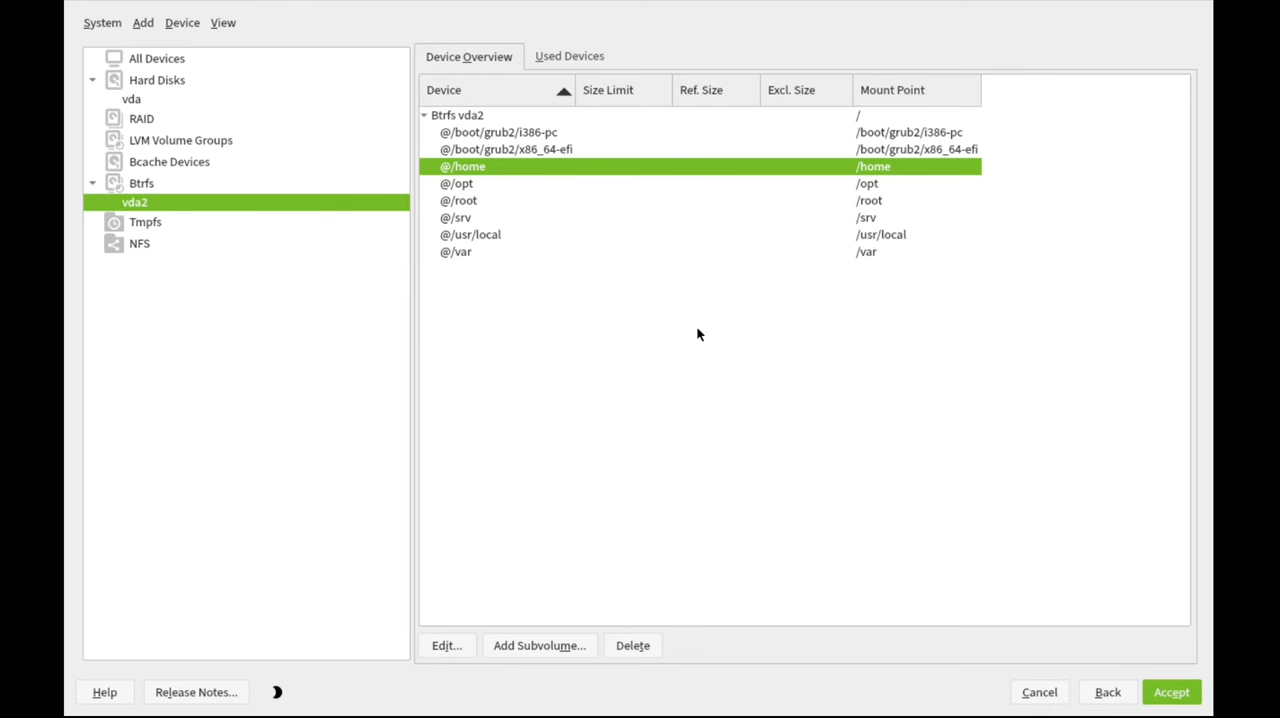 System Add Device View
All Devices
Hard Disks
vda
RAID
LVM Volume Groups
Bcache Devices
Btrfs
vda2
Tmpfs
NFS
Device Overview Used Devices
Device Size Limit Ref. Size Excl. Size Mount Point
Btrfs vda2 /
@/boot/grub2/i386-pc /boot/grub2/i386-pc
@/boot/grub2/x86_64-efi /boot/grub2/x86_64-efi
@/home /home
@/opt /opt
@/root /root
@/srv /srv
@/usr/local /usr/local
@/var /var
Edit... Add Subvolume... Delete
Help Release Notes... Cancel Back Accept